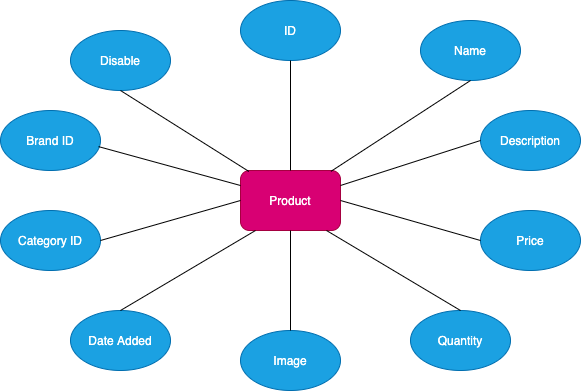 ID
Name
Disable
Brand ID
Description
Product
Category ID
Price
Date Added
Quantity
Image